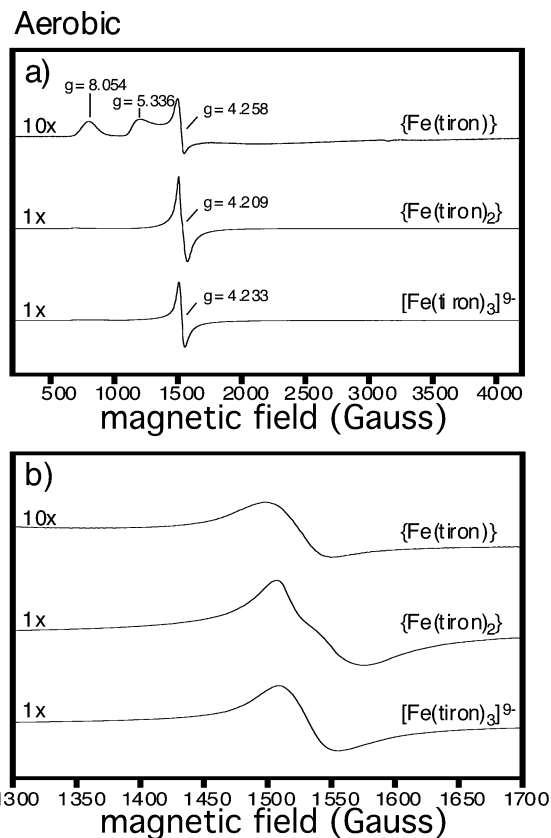 Aerobic
a)
g= 8.054
g= 5.336
g= 4.258
10x
{Fe(tiron)}
g= 4.209
1x
{Fe(tiron)₂}
g= 4.233
1x
[Fe(tiron)₃]⁹⁻
500 1000 1500 2000 2500 3000 3500 4000
magnetic field (Gauss)
b)
10x
{Fe(tiron)}
1x
{Fe(tiron)₂}
1x
[Fe(tiron)₃]⁹⁻
1300 1350 1400 1450 1500 1550 1600 1650 1700
magnetic field (Gauss)